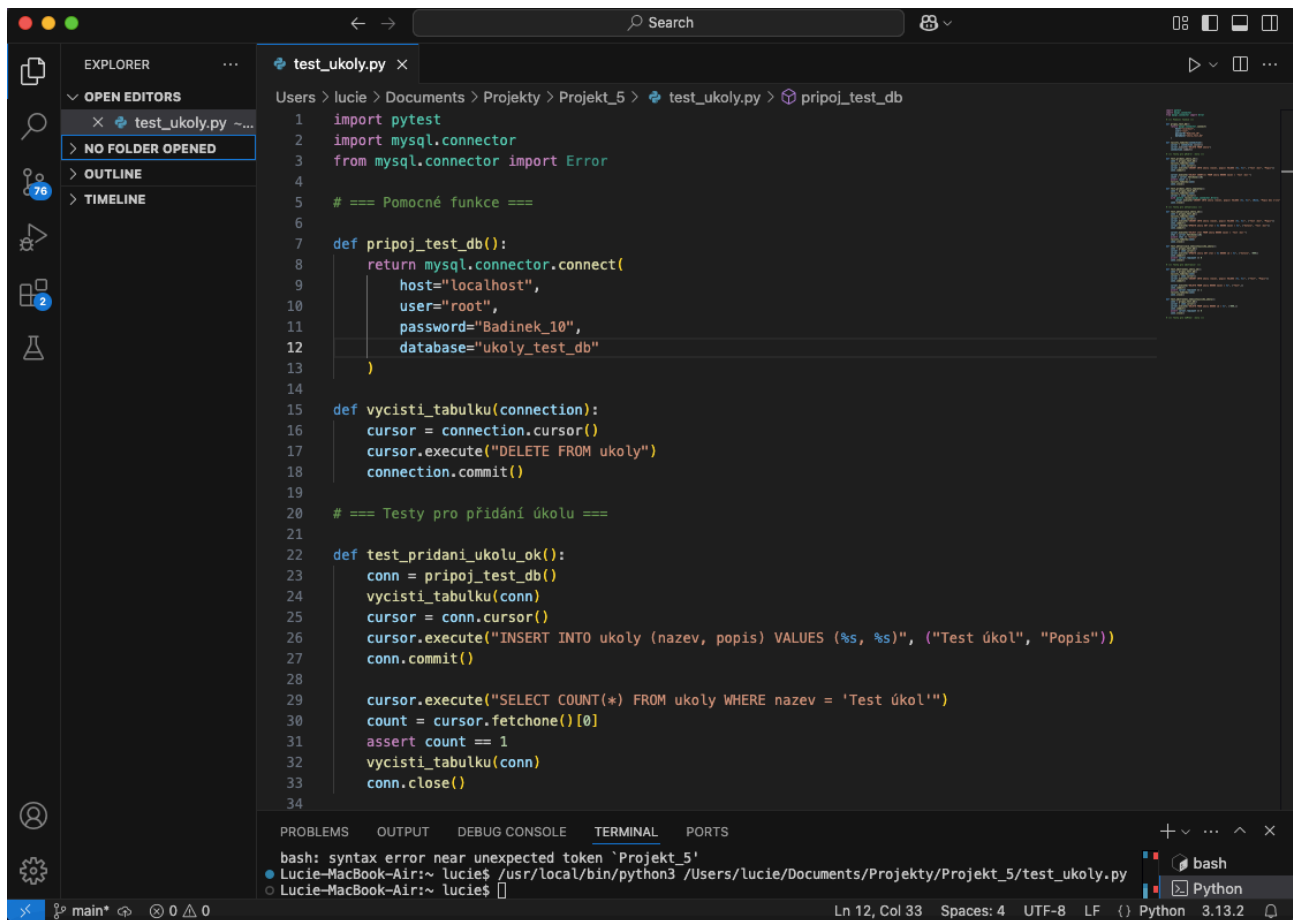 Search
EXPLORER
OPEN EDITORS
test_ukoly.py ~...
NO FOLDER OPENED
OUTLINE
TIMELINE
76
2
test_ukoly.py
Users > lucie > Documents > Projekty > Projekt_5 > test_ukoly.py > pripoj_test_db
1 import pytest
2 import mysql.connector
3 from mysql.connector import Error
4
5 # === Pomocné funkce ===
6
7 def pripoj_test_db():
8     return mysql.connector.connect(
9         host="localhost",
10         user="root",
11         password="Badinek_10",
12         database="ukoly_test_db"
13     )
14
15 def vycisti_tabulku(connection):
16     cursor = connection.cursor()
17     cursor.execute("DELETE FROM ukoly")
18     connection.commit()
19
20 # === Testy pro přidání úkolu ===
21
22 def test_pridani_ukolu_ok():
23     conn = pripoj_test_db()
24     vycisti_tabulku(conn)
25     cursor = conn.cursor()
26     cursor.execute("INSERT INTO ukoly (nazev, popis) VALUES (%s, %s)", ("Test úkol", "Popis"))
27     conn.commit()
28
29     cursor.execute("SELECT COUNT(*) FROM ukoly WHERE nazev = 'Test úkol'")
30     count = cursor.fetchone()[0]
31     assert count == 1
32     vycisti_tabulku(conn)
33     conn.close()
34
PROBLEMS OUTPUT DEBUG CONSOLE TERMINAL PORTS
bash: syntax error near unexpected token `Projekt_5'
Lucie-MacBook-Air:~ lucie$ /usr/local/bin/python3 /Users/lucie/Documents/Projekty/Projekt_5/test_ukoly.py
Lucie-MacBook-Air:~ lucie$
bash
Python
main* 0 0 Ln 12, Col 33 Spaces: 4 UTF-8 LF {} Python 3.13.2